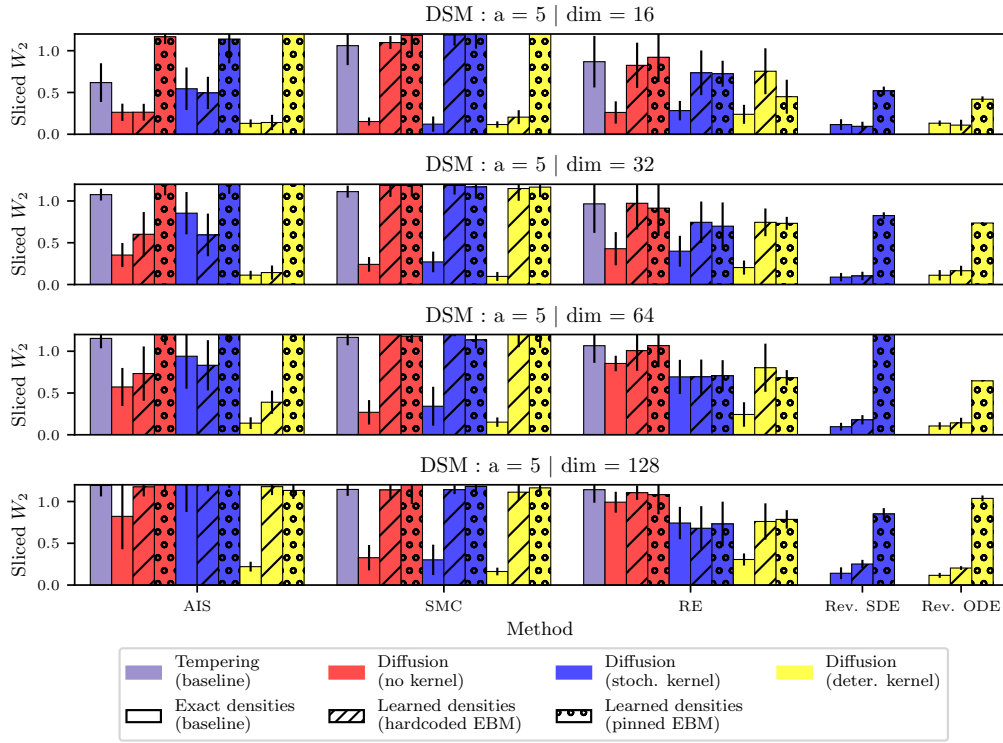 DSM : a = 5 | dim = 16
Sliced W2
1.0
0.5
0.0
DSM : a = 5 | dim = 32
Sliced W2
1.0
0.5
0.0
DSM : a = 5 | dim = 64
Sliced W2
1.0
0.5
0.0
DSM : a = 5 | dim = 128
Sliced W2
1.0
0.5
0.0
AIS SMC RE Rev. SDE Rev. ODE
Method
Tempering (baseline)
Diffusion (no kernel)
Diffusion (stoch. kernel)
Diffusion (deter. kernel)
Exact densities (baseline)
Learned densities (hardcoded EBM)
Learned densities (pinned EBM)